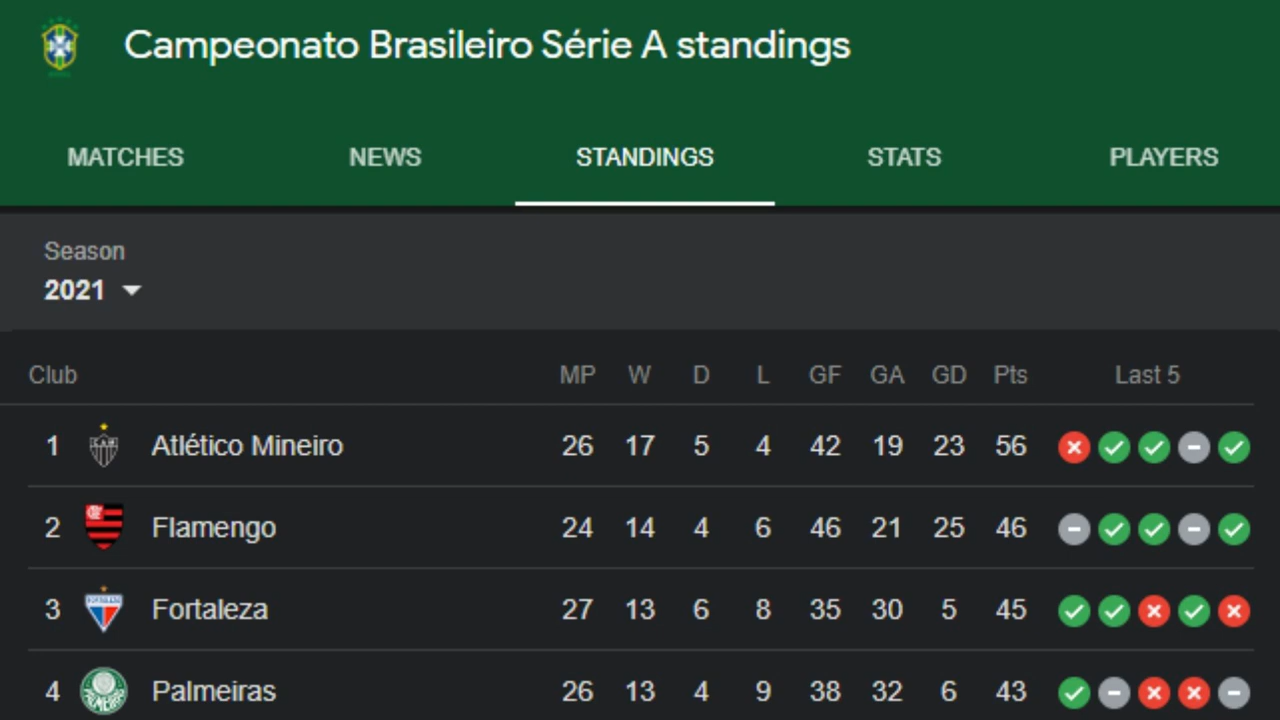 Campeonato Brasileiro Série A standings
MATCHES NEWS STANDINGS STATS PLAYERS
Season
2021
Club MP W D L GF GA GD Pts Last 5
1 Atlético Mineiro 26 17 5 4 42 19 23 56
2 Flamengo 24 14 4 6 46 21 25 46
3 Fortaleza 27 13 6 8 35 30 5 45
4 Palmeiras 26 13 4 9 38 32 6 43